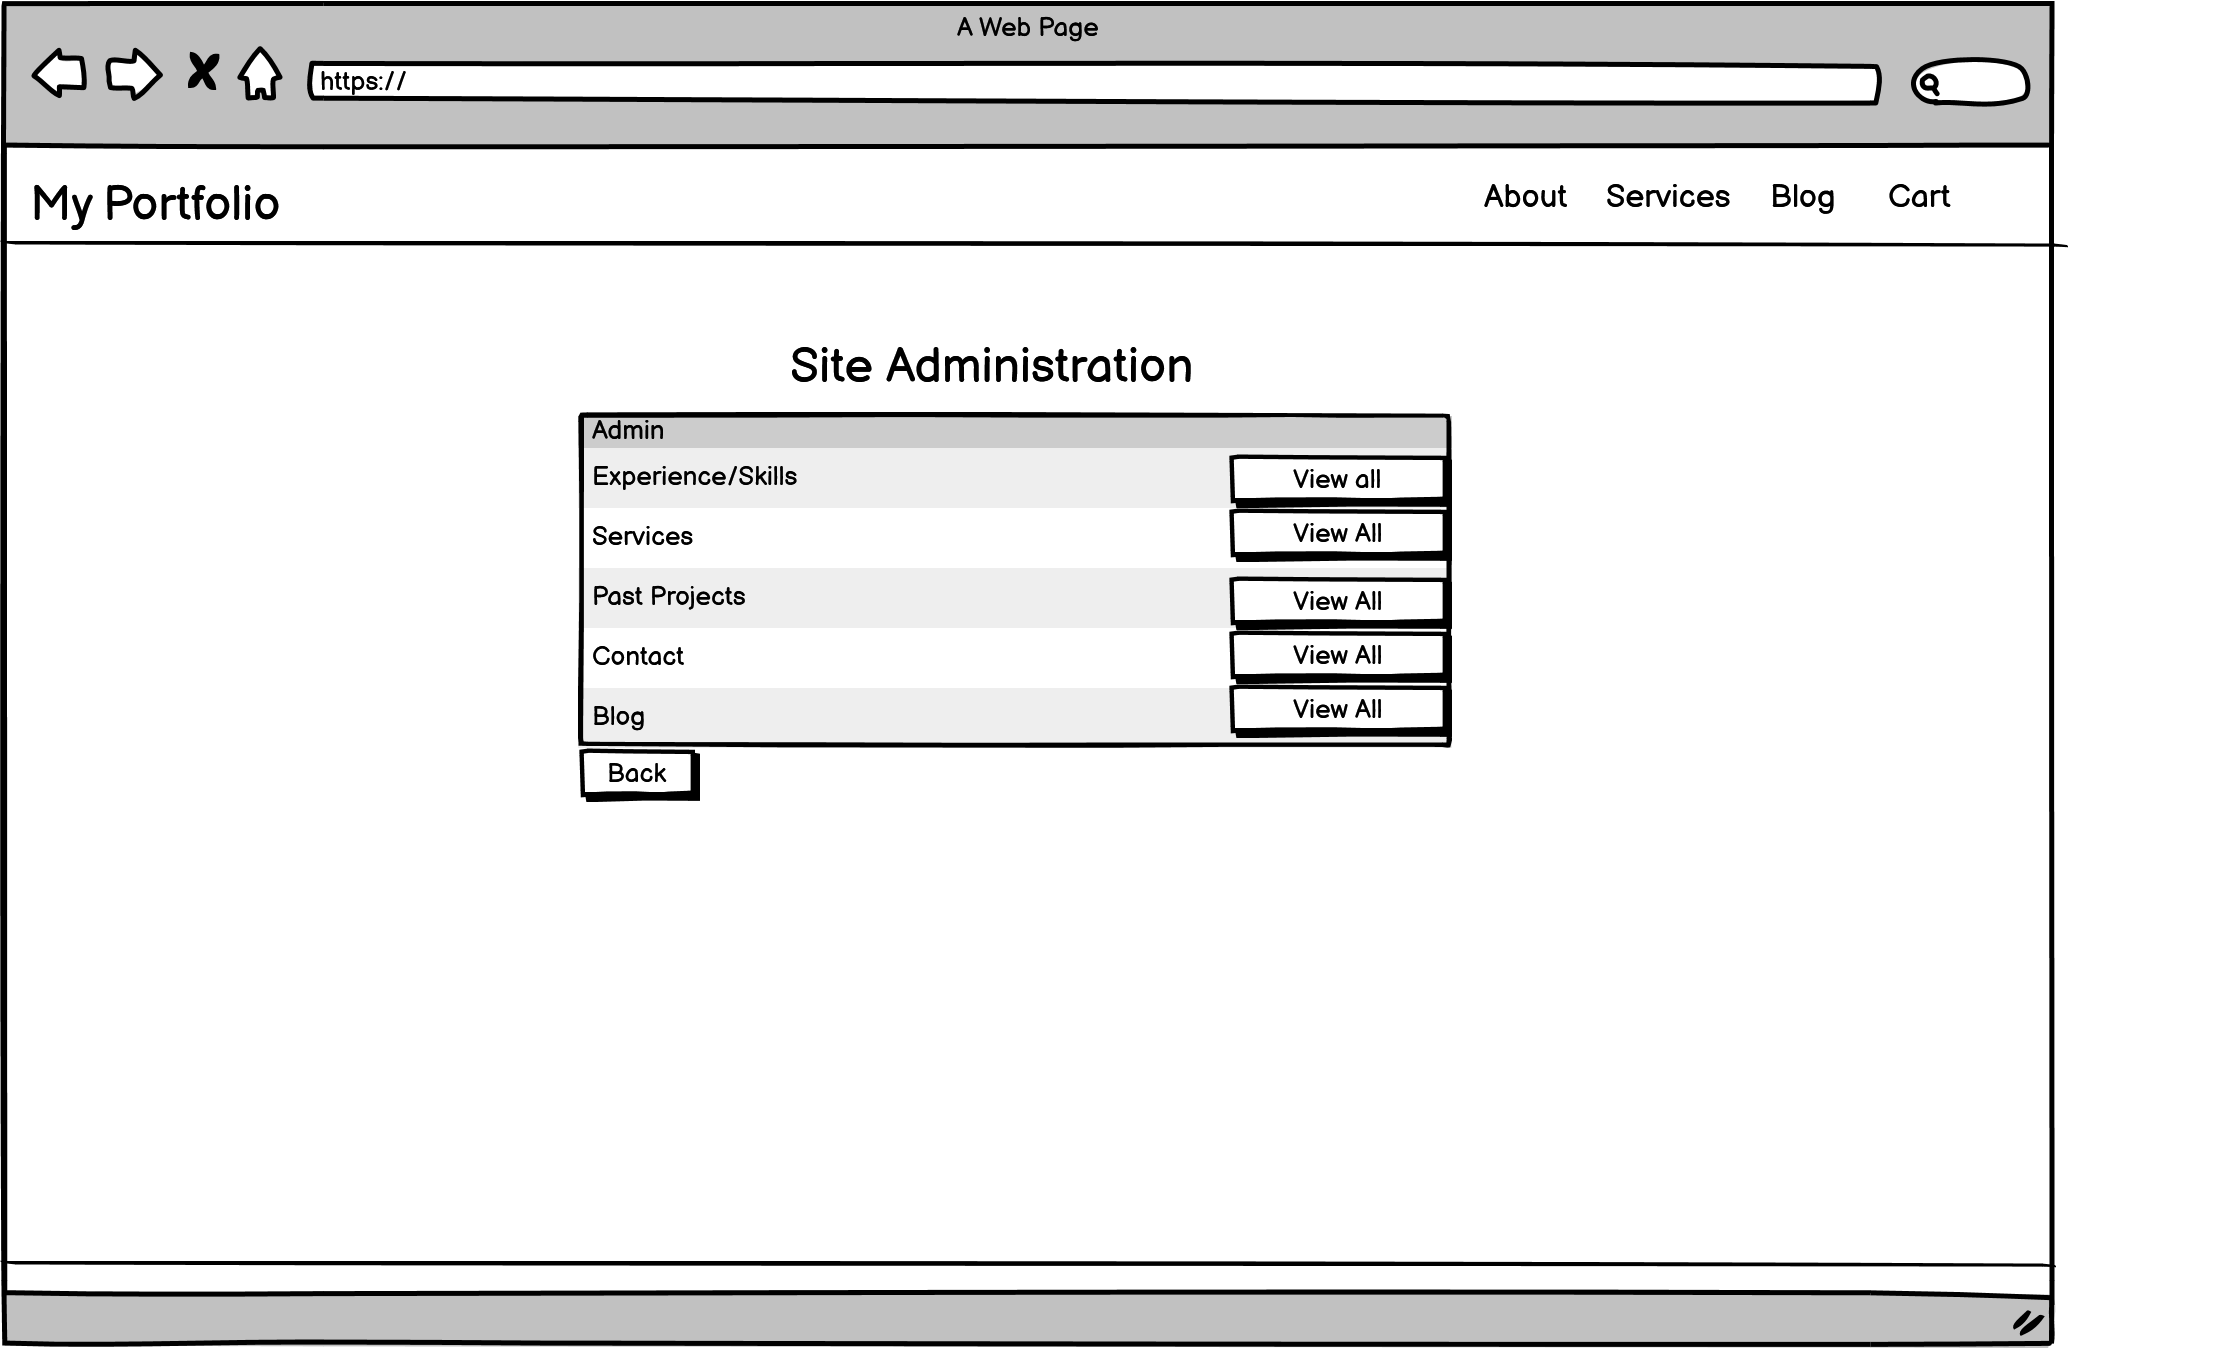 A Web Page
https://
My Portfolio
About Services Blog Cart
Site Administration
Admin
Experience/Skills View all
Services View All
Past Projects View All
Contact View All
Blog View All
Back